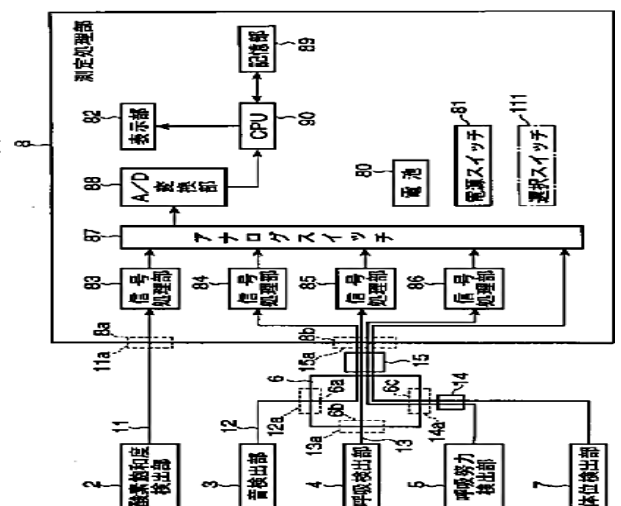 8
測定処理部
82
表示部
記憶部
89
88
A/D
変換部
CPU
90
87
アナログスイッチ
80
電池
電源スイッチ
81
選択スイッチ
111
83
信号
処理部
84
信号
処理部
85
信号
処理部
86
信号
処理部
8a
11a
8b
15a
15
6
6a
12a
6b
13a
6c
14a
14
11
12
13
2
酸素飽和度
検出部
3
音検出部
4
呼吸検出部
5
呼吸努力
検出部
7
体位検出部